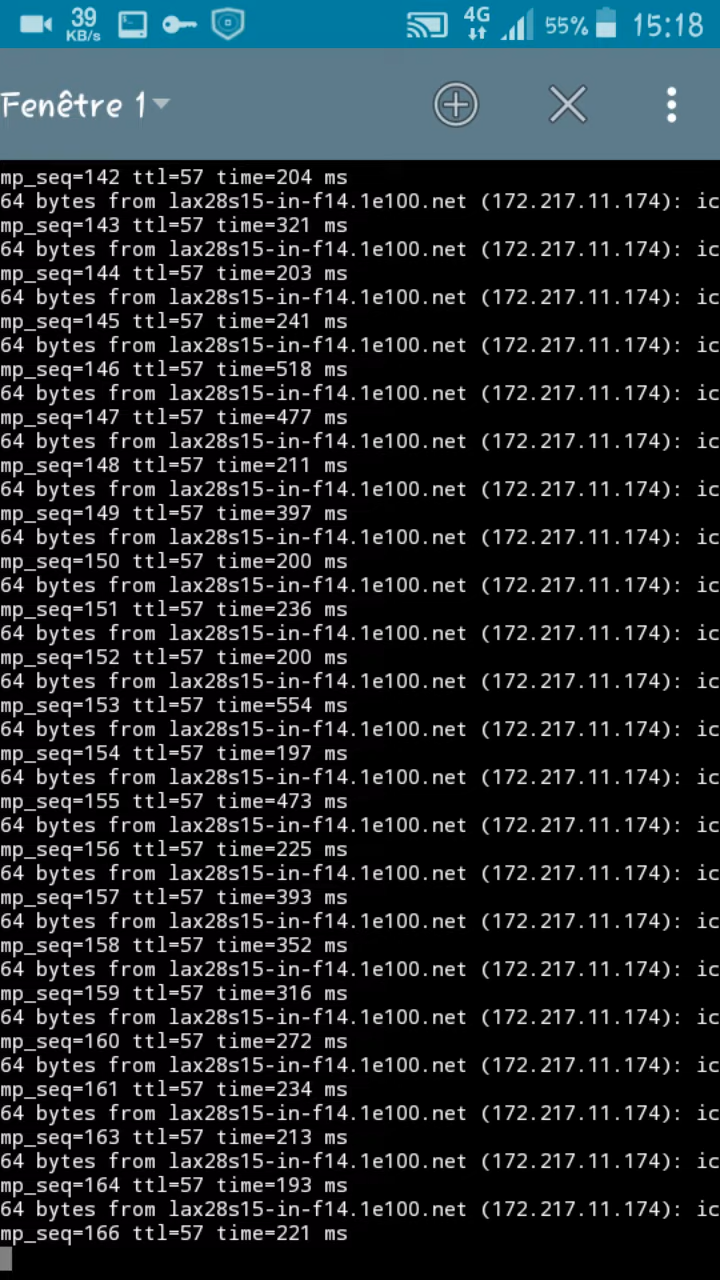 39
KB/s
4G
55%
15:18
Fenêtre 1
mp_seq=142 ttl=57 time=204 ms
64 bytes from lax28s15-in-f14.1e100.net (172.217.11.174): ic
mp_seq=143 ttl=57 time=321 ms
64 bytes from lax28s15-in-f14.1e100.net (172.217.11.174): ic
mp_seq=144 ttl=57 time=203 ms
64 bytes from lax28s15-in-f14.1e100.net (172.217.11.174): ic
mp_seq=145 ttl=57 time=241 ms
64 bytes from lax28s15-in-f14.1e100.net (172.217.11.174): ic
mp_seq=146 ttl=57 time=518 ms
64 bytes from lax28s15-in-f14.1e100.net (172.217.11.174): ic
mp_seq=147 ttl=57 time=477 ms
64 bytes from lax28s15-in-f14.1e100.net (172.217.11.174): ic
mp_seq=148 ttl=57 time=211 ms
64 bytes from lax28s15-in-f14.1e100.net (172.217.11.174): ic
mp_seq=149 ttl=57 time=397 ms
64 bytes from lax28s15-in-f14.1e100.net (172.217.11.174): ic
mp_seq=150 ttl=57 time=200 ms
64 bytes from lax28s15-in-f14.1e100.net (172.217.11.174): ic
mp_seq=151 ttl=57 time=236 ms
64 bytes from lax28s15-in-f14.1e100.net (172.217.11.174): ic
mp_seq=152 ttl=57 time=200 ms
64 bytes from lax28s15-in-f14.1e100.net (172.217.11.174): ic
mp_seq=153 ttl=57 time=554 ms
64 bytes from lax28s15-in-f14.1e100.net (172.217.11.174): ic
mp_seq=154 ttl=57 time=197 ms
64 bytes from lax28s15-in-f14.1e100.net (172.217.11.174): ic
mp_seq=155 ttl=57 time=473 ms
64 bytes from lax28s15-in-f14.1e100.net (172.217.11.174): ic
mp_seq=156 ttl=57 time=225 ms
64 bytes from lax28s15-in-f14.1e100.net (172.217.11.174): ic
mp_seq=157 ttl=57 time=393 ms
64 bytes from lax28s15-in-f14.1e100.net (172.217.11.174): ic
mp_seq=158 ttl=57 time=352 ms
64 bytes from lax28s15-in-f14.1e100.net (172.217.11.174): ic
mp_seq=159 ttl=57 time=316 ms
64 bytes from lax28s15-in-f14.1e100.net (172.217.11.174): ic
mp_seq=160 ttl=57 time=272 ms
64 bytes from lax28s15-in-f14.1e100.net (172.217.11.174): ic
mp_seq=161 ttl=57 time=234 ms
64 bytes from lax28s15-in-f14.1e100.net (172.217.11.174): ic
mp_seq=163 ttl=57 time=213 ms
64 bytes from lax28s15-in-f14.1e100.net (172.217.11.174): ic
mp_seq=164 ttl=57 time=193 ms
64 bytes from lax28s15-in-f14.1e100.net (172.217.11.174): ic
mp_seq=166 ttl=57 time=221 ms